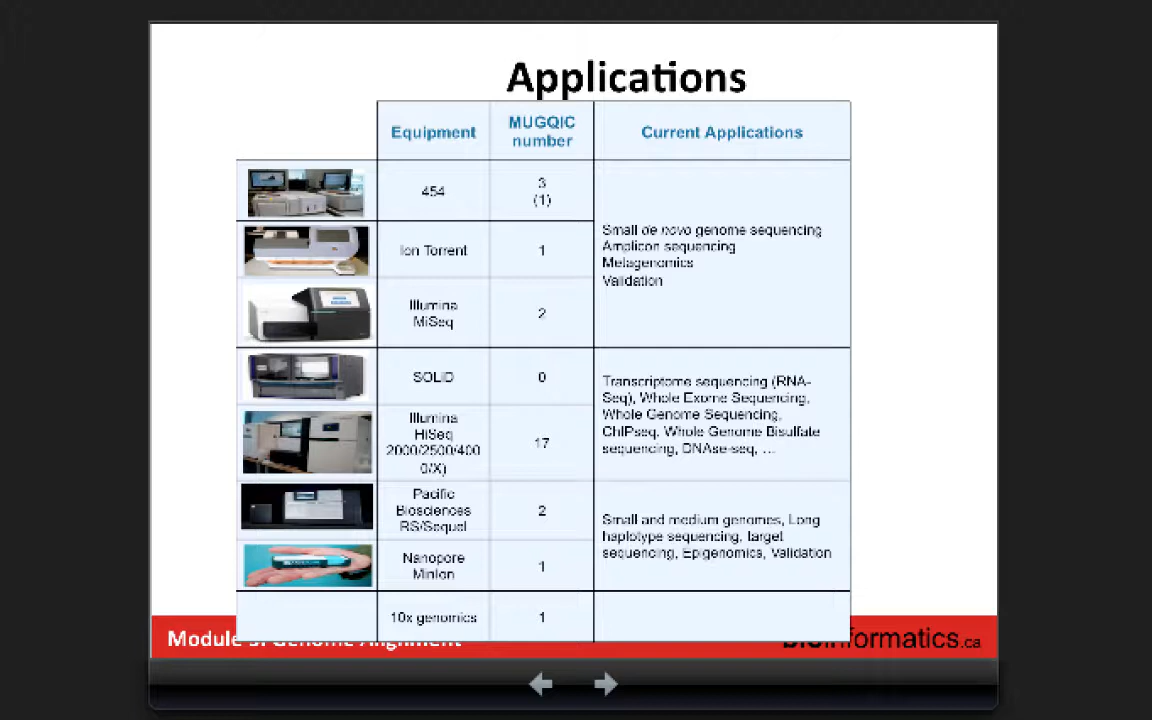 Applications
Equipment
MUGQIC
number
Current Applications
454
3
(1)
Ion Torrent
1
Illumina
MiSeq
2
Small de novo genome sequencing
Amplicon sequencing
Metagenomics
Validation
SOLiD
0
Illumina
HiSeq
2000/2500/400
0/X)
17
Transcriptome sequencing (RNA-
Seq), Whole Exome Sequencing,
Whole Genome Sequencing,
ChIPseq, Whole Genome Bisulfate
sequencing, DNAse-seq, ...
Pacific
Biosciences
RS/Sequel
2
Nanopore
MinIon
1
Small and medium genomes, Long
haplotype sequencing, Target
sequencing, Epigenomics, Validation
10x genomics
1
Module 3: Genome Alignment
bioinformatics.ca